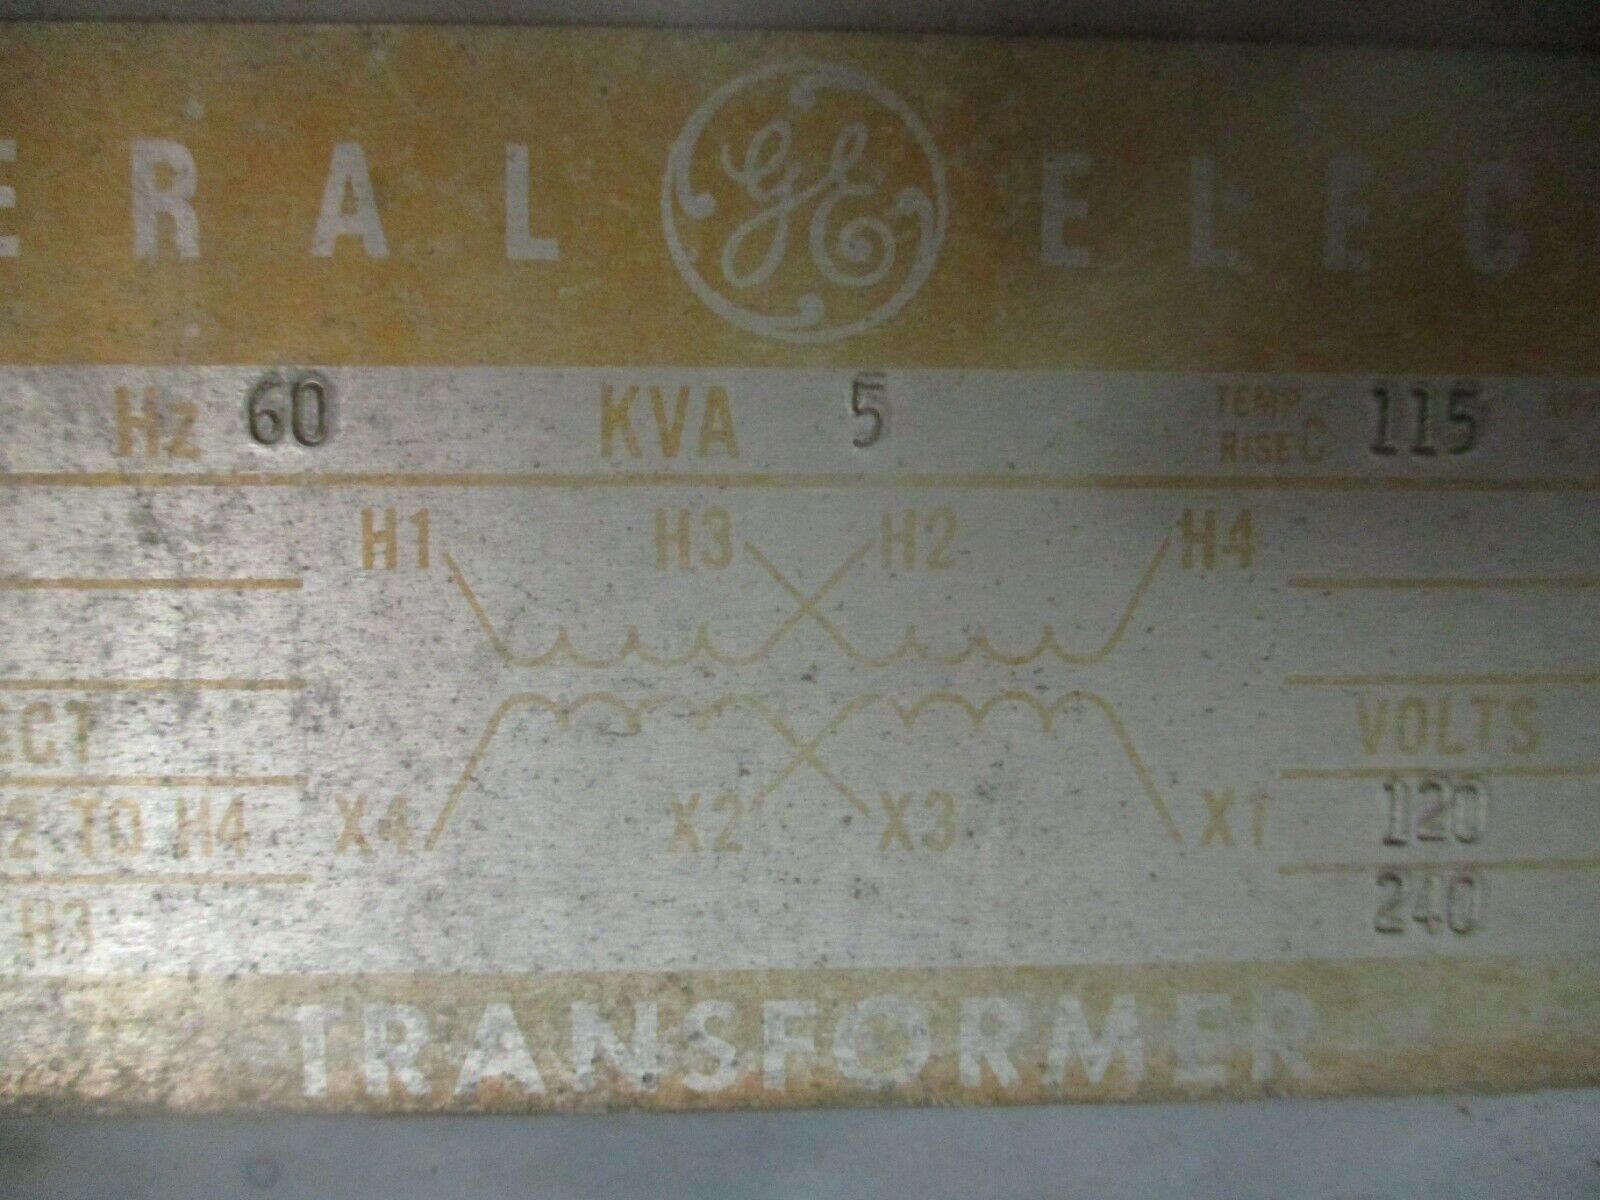 ERAL GE ELEC
Hz 60 KVA 5 TEMP RISE C 115
H1 H3 H2 H4
ECT VOLTS
H2 TO H4 X4 X2 X3 X1 120
H3 240
TRANSFORMER